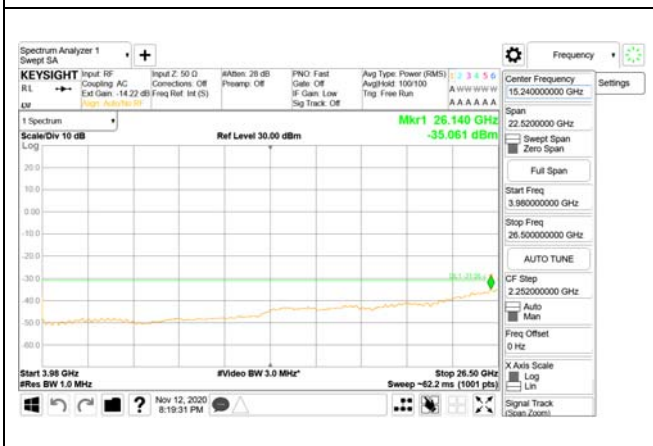 Spectrum Analyzer 1
Swept SA
+
Frequency
KEYSIGHT
Input: RF
Input Z: 50 Ω
#Atten: 28 dB
PNO: Fast
Avg Type: Power (RMS)
1 2 3 4 5 6
RL
Coupling: AC
Corrections: Off
Preamp: Off
Gate: Off
Avg|Hold: 100/100
A W W W W W
Ext Gain: -14.22 dB
Freq Ref: Int (S)
IF Gain: Low
Trig: Free Run
Align: Auto/No RF
Sig Track: Off
A A A A A A
1 Spectrum
Mkr1 26.140 GHz
Scale/Div 10 dB
Ref Level 30.00 dBm
-35.061 dBm
Log
20.0
10.0
0.00
-10.0
-20.0
-30.0
-40.0
-50.0
-60.0
Start 3.98 GHz
#Video BW 3.0 MHz*
Stop 26.50 GHz
#Res BW 1.0 MHz
Sweep ~62.2 ms (1001 pts)
?
Nov 12, 2020
8:19:31 PM
Center Frequency
15.240000000 GHz
Settings
Span
22.5200000 GHz
Swept Span
Zero Span
Full Span
Start Freq
3.980000000 GHz
Stop Freq
26.500000000 GHz
AUTO TUNE
CF Step
2.252000000 GHz
Auto
Man
Freq Offset
0 Hz
X Axis Scale
Log
Lin
Signal Track
(Span Zoom)